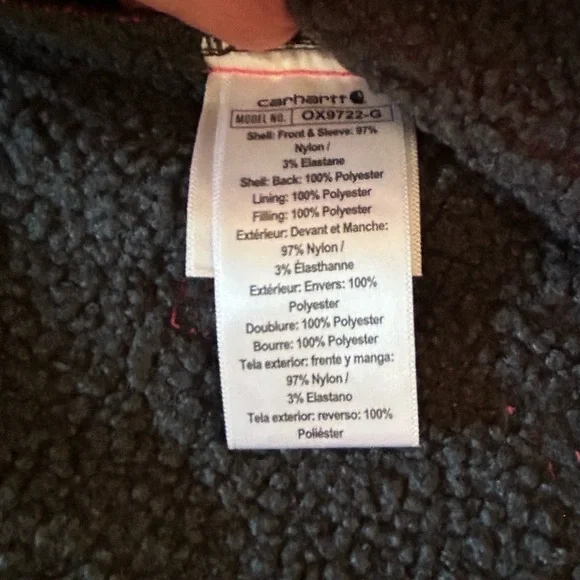 carhartt
MODEL NO. OX9722-G
Shell: Front & Sleeve: 97%
Nylon /
3% Elastane
Shell: Back: 100% Polyester
Lining: 100% Polyester
Filling: 100% Polyester
Extérieur: Devant et Manche:
97% Nylon /
3% Élasthanne
Extérieur: Envers: 100%
Polyester
Doublure: 100% Polyester
Bourre: 100% Polyester
Tela exterior: frente y manga:
97% Nylon /
3% Elastano
Tela exterior: reverso: 100%
Poliéster